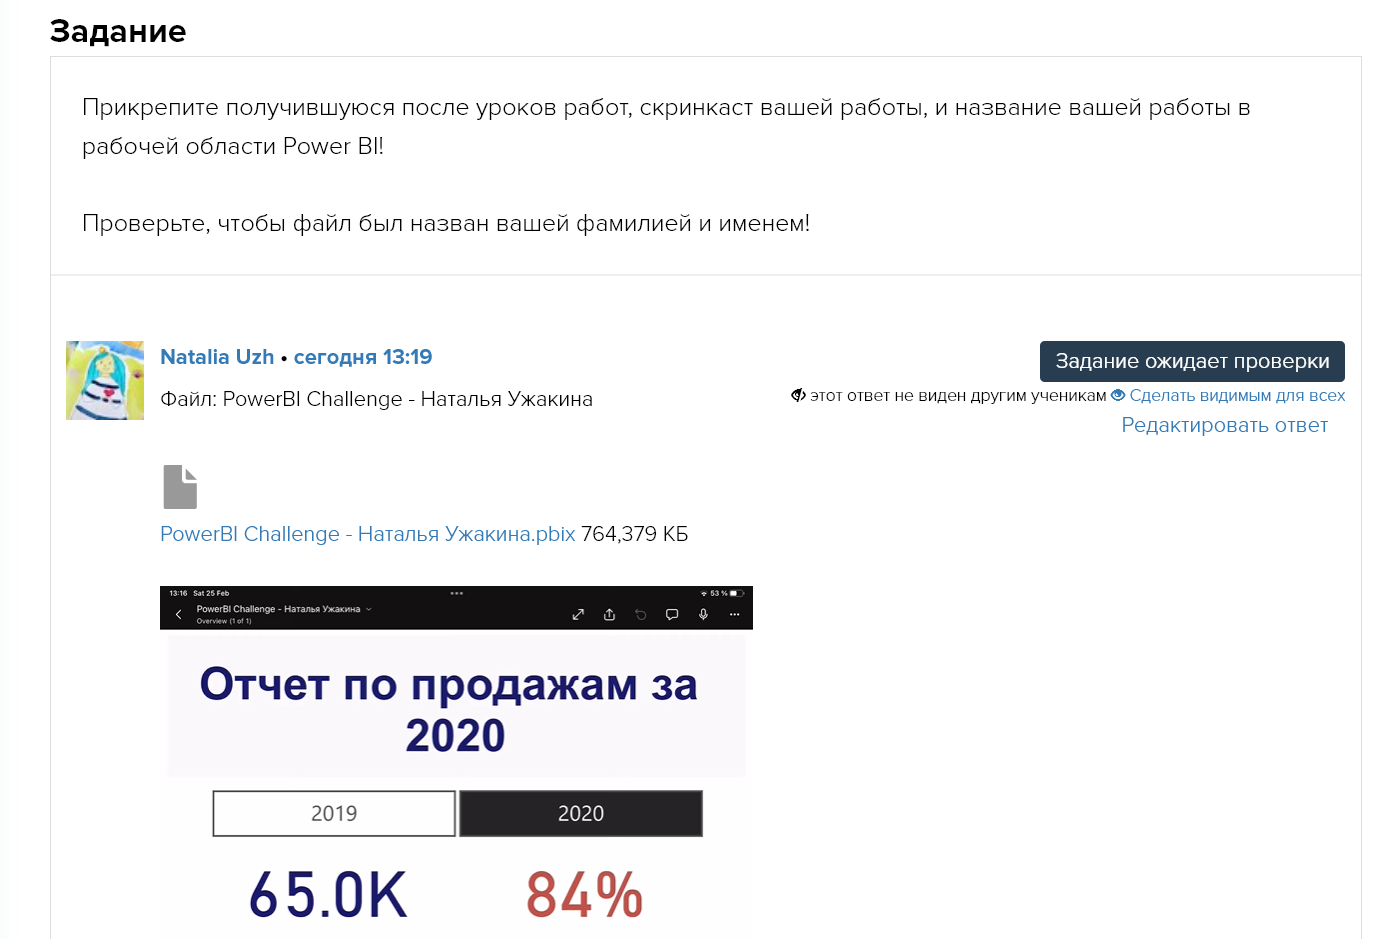 Задание
Прикрепите получившуюся после уроков работ, скринкаст вашей работы, и название вашей работы в
рабочей области Power BI!
Проверьте, чтобы файл был назван вашей фамилией и именем!
Natalia Uzh • сегодня 13:19
Задание ожидает проверки
Файл: PowerBI Challenge - Наталья Ужакина
этот ответ не виден другим ученикам Сделать видимым для всех
Редактировать ответ
PowerBI Challenge - Наталья Ужакина.pbix 764,379 КБ
13:16 Sat 25 Feb
53 %
PowerBI Challenge - Наталья Ужакина
Overview (1 of 1)
Отчет по продажам за
2020
2019 2020
65.0K 84%